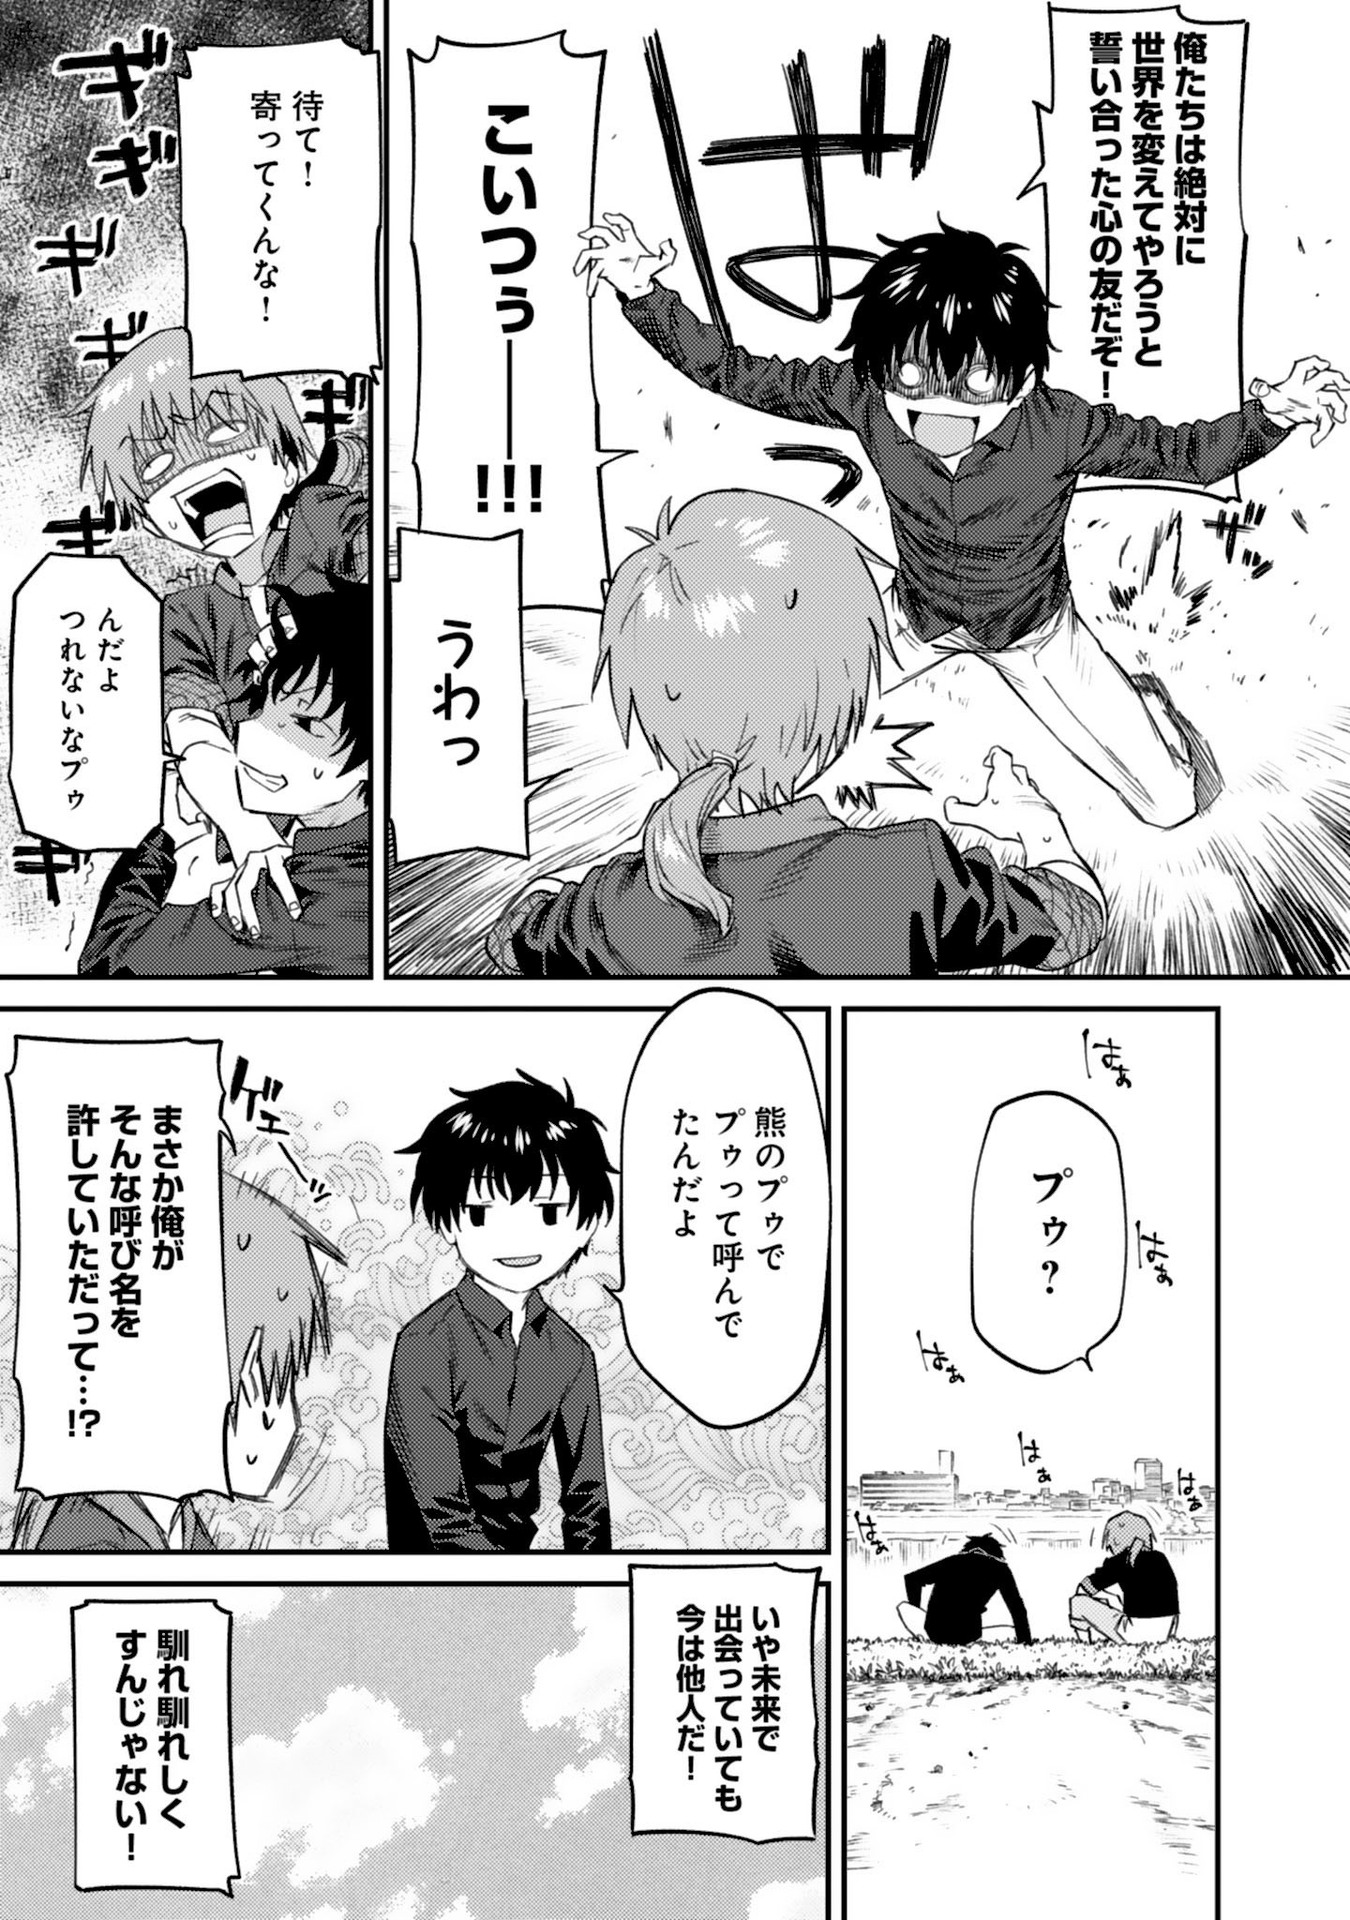 俺たちは絶対に
世界を変えてやろうと
誓い合った心の友だぞ!
がばっ
こいつぅ――!!!
うわっ
待て!
寄ってくんな!
んだよ
つれないなプゥ
ギギギギギギギギ
はぁ
プゥ?
はぁ
はぁ
はぁ
はぁ
はぁ
熊のプゥで
プゥって呼んで
たんだよ
ゲェーッ
まさか俺が
そんな呼び名を
許していただって…!?
いや未来で
出会っていても
今は他人だ!
馴れ馴れしく
すんじゃない!